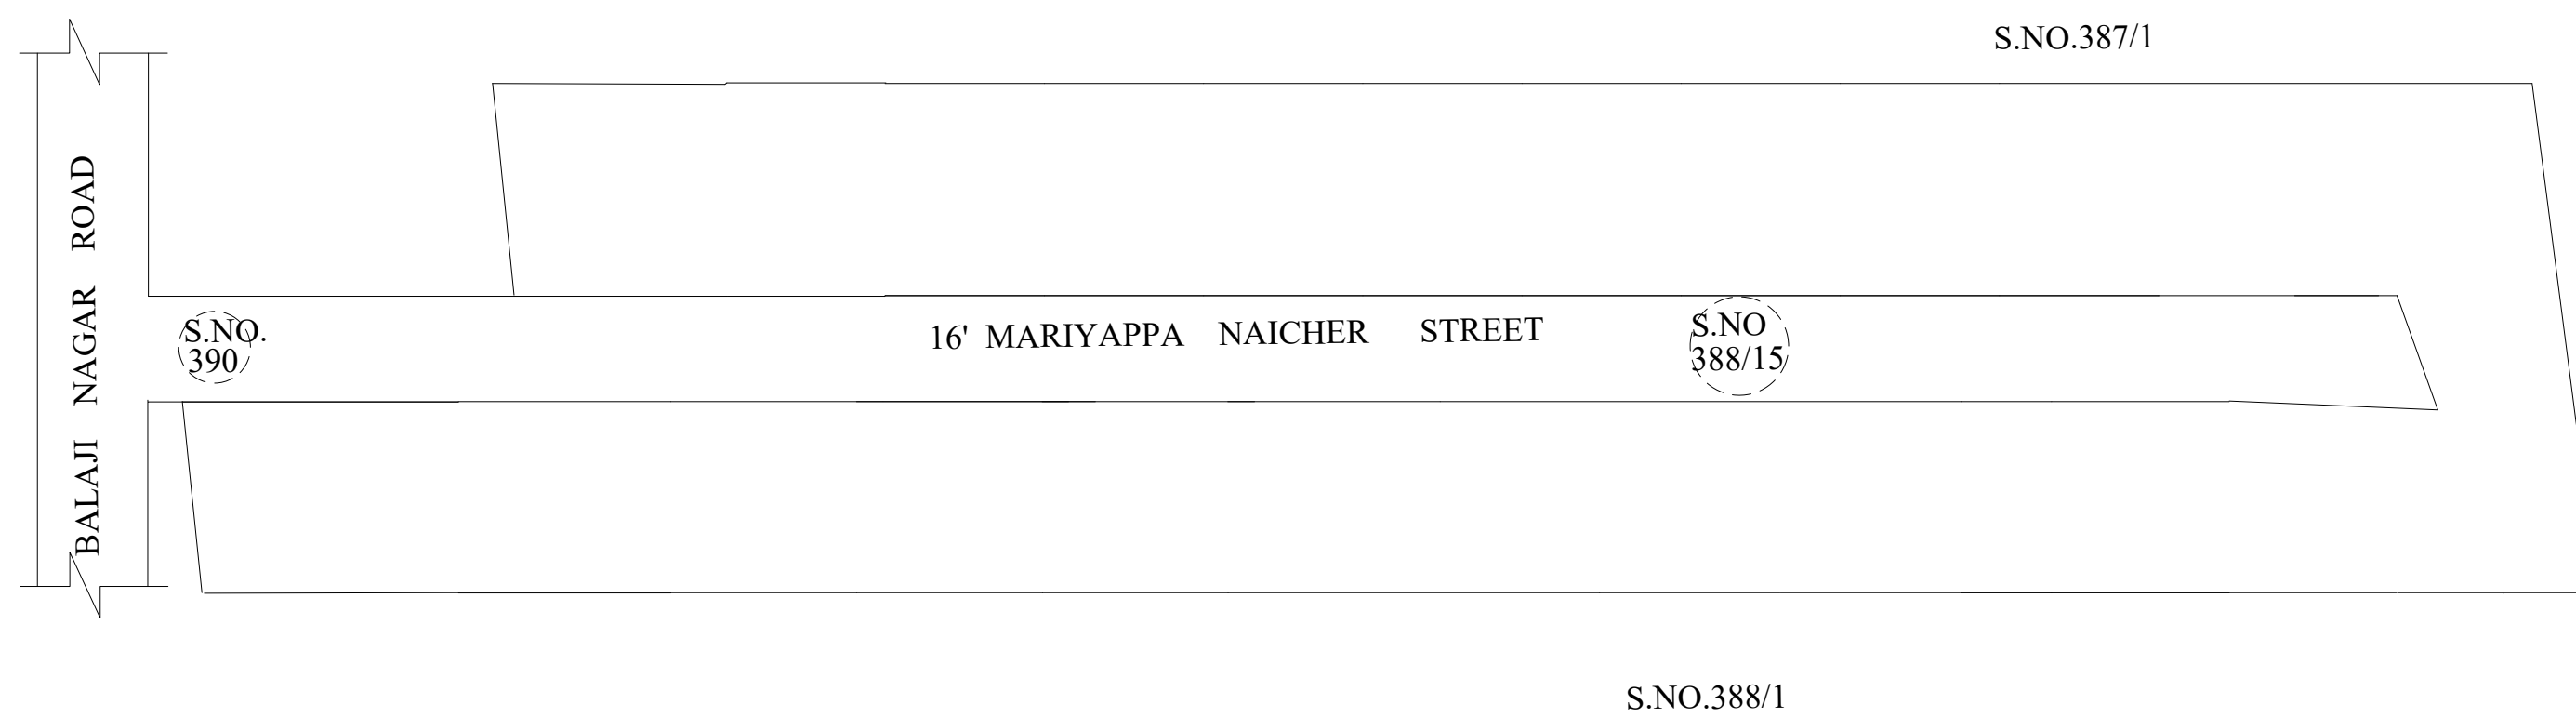 S.NO.387/1
BALAJI NAGAR ROAD
S.NO.
390
16' MARIYAPPA NAICHER STREET
S.NO
388/15
S.NO.388/1